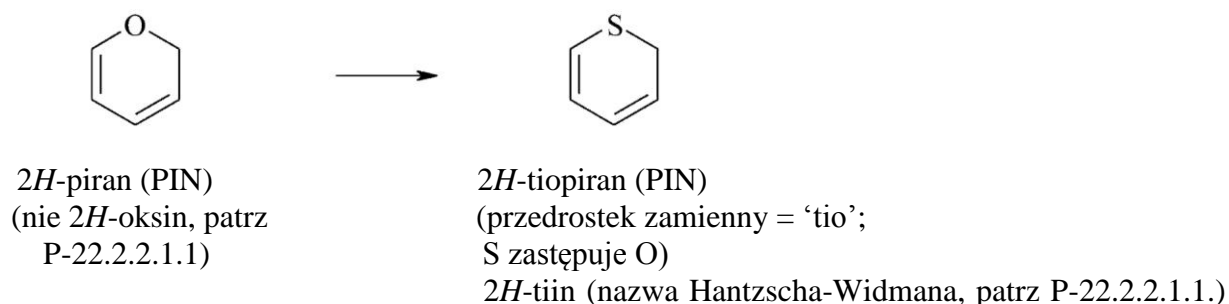 O
S
2H-piran (PIN)
(nie 2H-oksin, patrz
P-22.2.2.1.1)
2H-tiopiran (PIN)
(przedrostek zamienny = ‘tio’;
S zastępuje O)
2H-tiin (nazwa Hantzscha-Widmana, patrz P-22.2.2.1.1.)